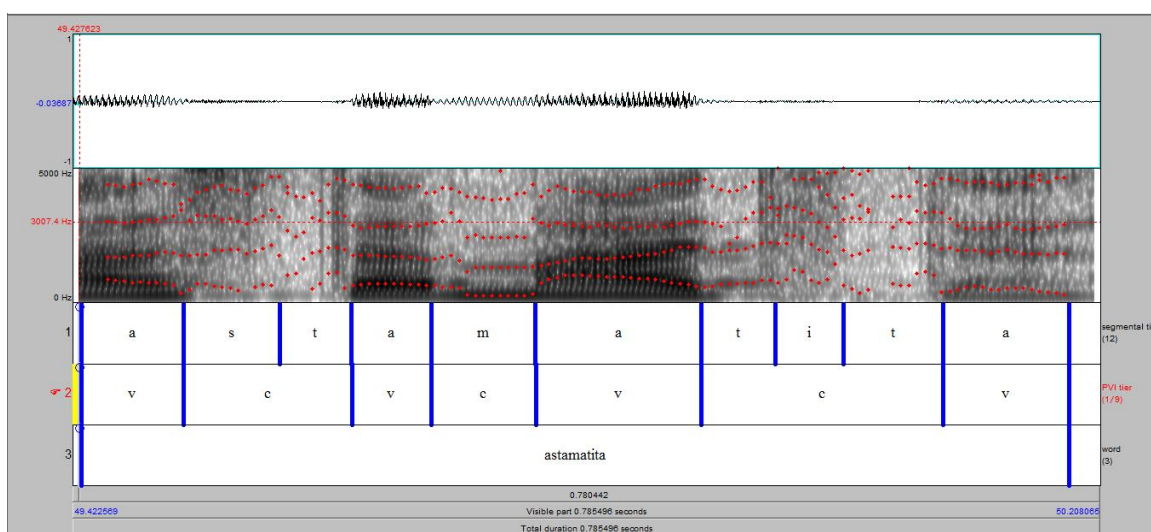 49.427623
1
-0.03687
-1
5000 Hz
3007.4 Hz
0 Hz
1 a s t a m a t i t a segmental ti (12)
2 v c v c v c v PVI tier (1/9)
3 astamatita word (3)
0.780442
49.422569 Visible part 0.785496 seconds 50.208065
Total duration 0.785496 seconds